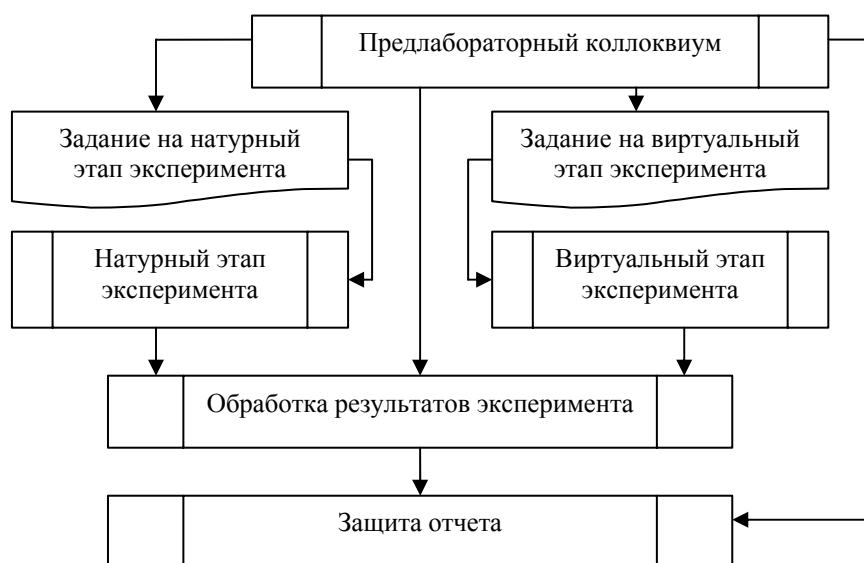 Предлабораторный коллоквиум
Задание на натурный
этап эксперимента
Задание на виртуальный
этап эксперимента
Натурный этап
эксперимента
Виртуальный этап
эксперимента
Обработка результатов эксперимента
Защита отчета